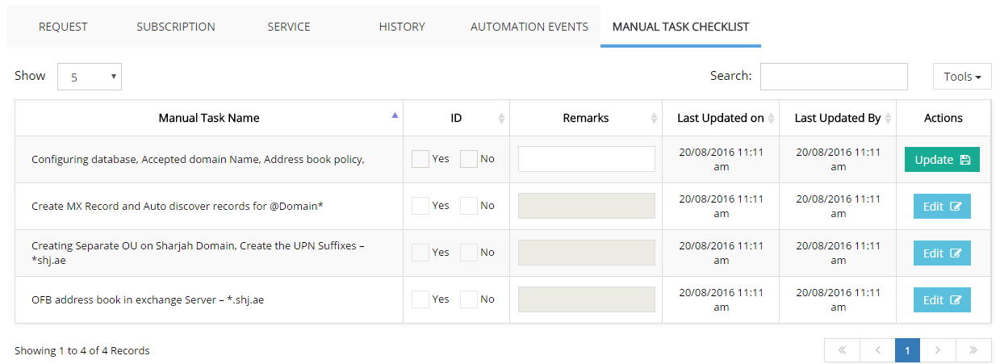 REQUEST SUBSCRIPTION SERVICE HISTORY AUTOMATION EVENTS MANUAL TASK CHECKLIST
Show 5 Search: Tools
Manual Task Name ID Remarks Last Updated on Last Updated By Actions
Configuring database, Accepted domain Name, Address book policy, Yes No 20/08/2016 11:11 20/08/2016 11:11 Update
am am
Create MX Record and Auto discover records for @Domain* Yes No 20/08/2016 11:11 20/08/2016 11:11 Edit
am am
Creating Separate OU on Sharjah Domain, Create the UPN Suffixes – Yes No 20/08/2016 11:11 20/08/2016 11:11 Edit
*shj.ae am am
OFB address book in exchange Server – *.shj.ae Yes No 20/08/2016 11:11 20/08/2016 11:11 Edit
am am
Showing 1 to 4 of 4 Records « ‹ 1 › »